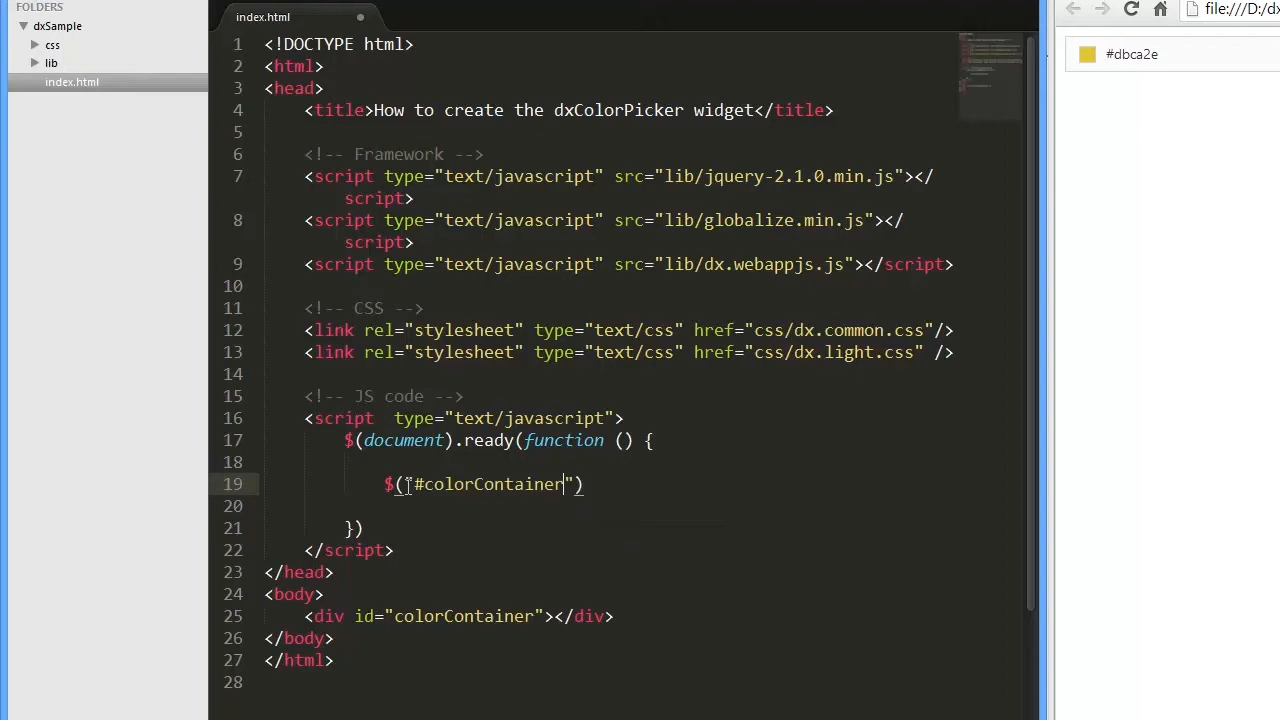 FOLDERS
dxSample
css
lib
index.html
index.html
1 <!DOCTYPE html>
2 <html>
3 <head>
4 <title>How to create the dxColorPicker widget</title>
5
6 <!-- Framework -->
7 <script type="text/javascript" src="lib/jquery-2.1.0.min.js"></
script>
8 <script type="text/javascript" src="lib/globalize.min.js"></
script>
9 <script type="text/javascript" src="lib/dx.webappjs.js"></script>
10
11 <!-- CSS -->
12 <link rel="stylesheet" type="text/css" href="css/dx.common.css"/>
13 <link rel="stylesheet" type="text/css" href="css/dx.light.css" />
14
15 <!-- JS code -->
16 <script  type="text/javascript">
17 $(document).ready(function () {
18
19 $("#colorContainer")
20
21 })
22 </script>
23 </head>
24 <body>
25 <div id="colorContainer"></div>
26 </body>
27 </html>
28
file:///D:/dx
#dbca2e